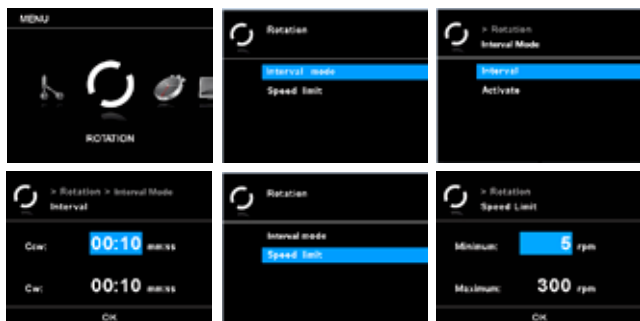 MENU
ROTATION
Rotation
Interval mode
Speed limit
> Rotation
Interval Mode
Interval
Activate
> Rotation > Interval Mode
Interval
Ccw: 00:10 mm:ss
Cw: 00:10 mm:ss
OK
Rotation
Interval mode
Speed limit
> Rotation
Speed Limit
Minimum: 5 rpm
Maximum: 300 rpm
OK